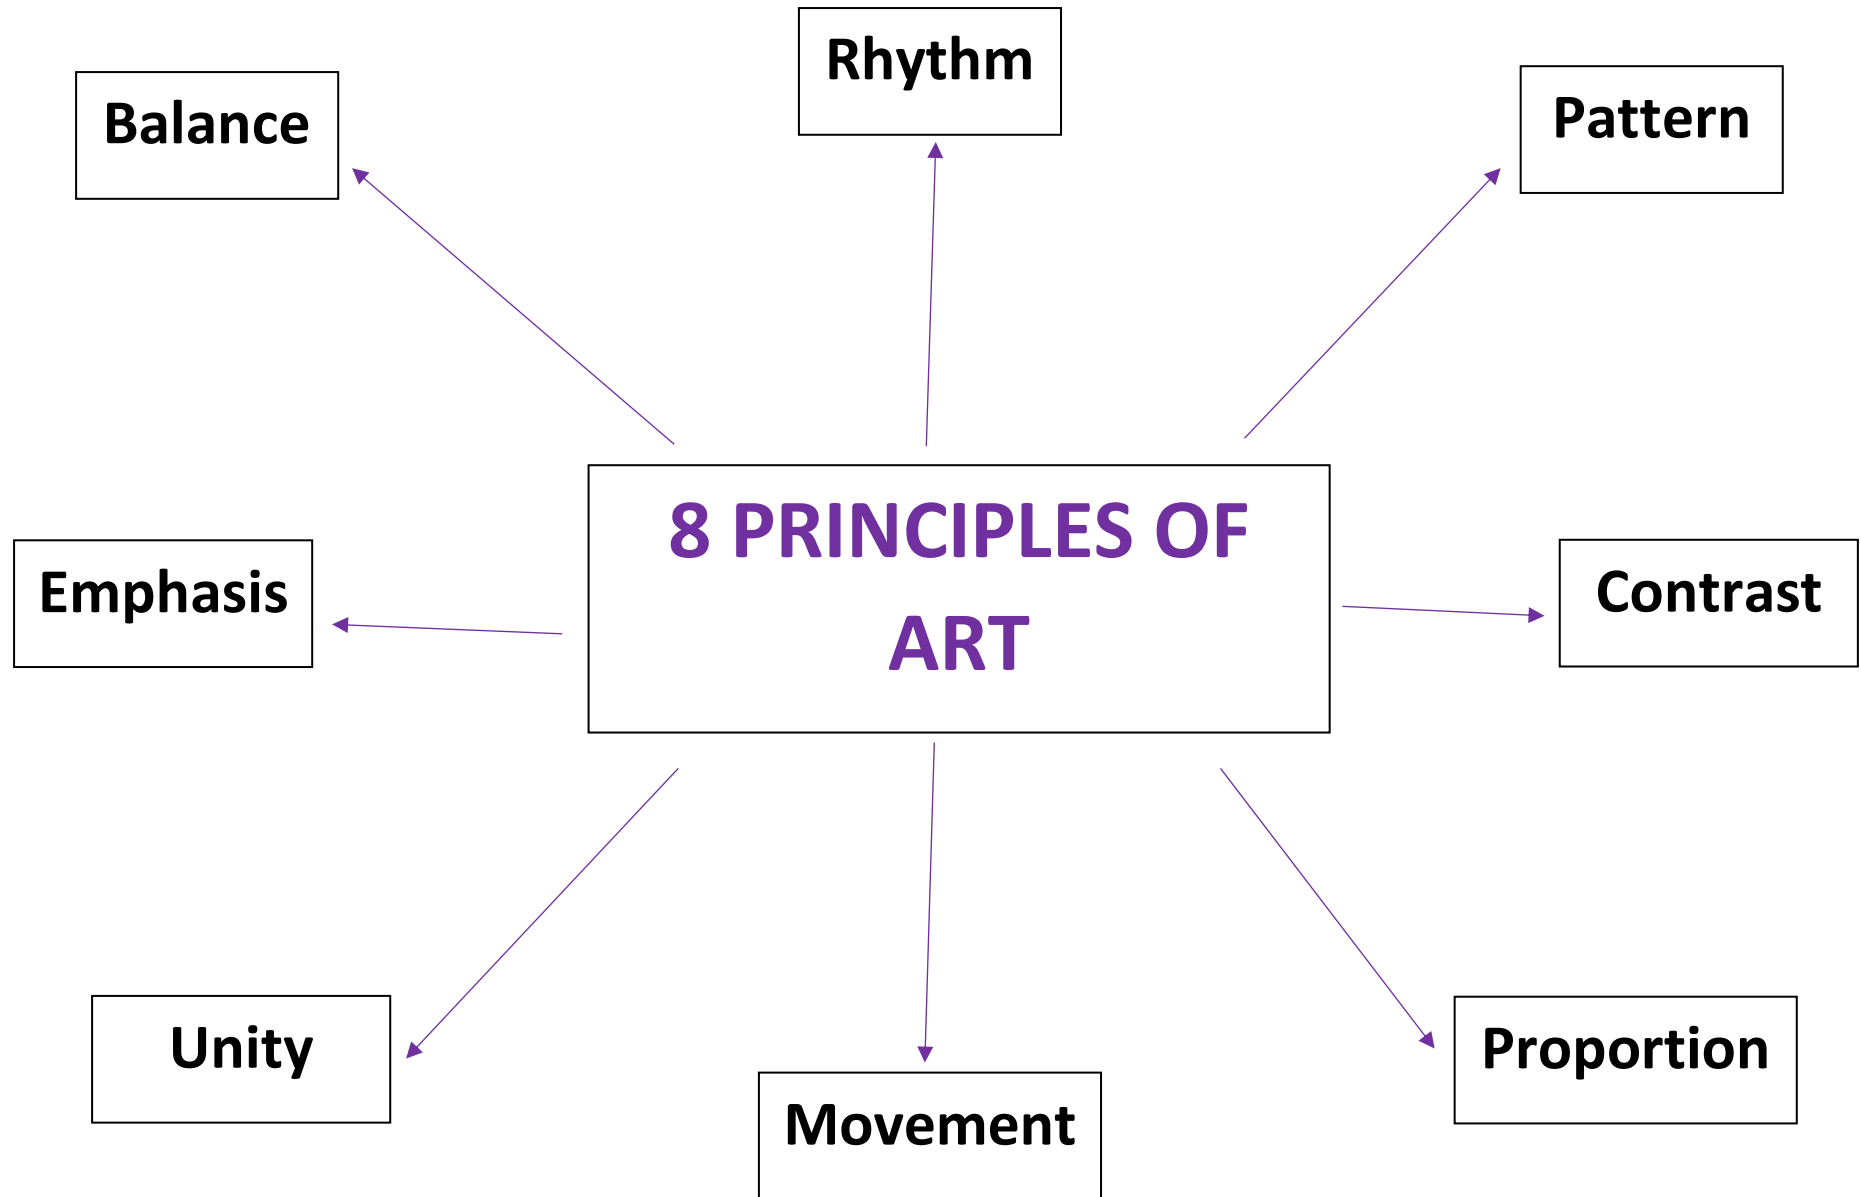 Rhythm
Balance
Pattern
8 PRINCIPLES OF
ART
Emphasis
Contrast
Unity
Proportion
Movement